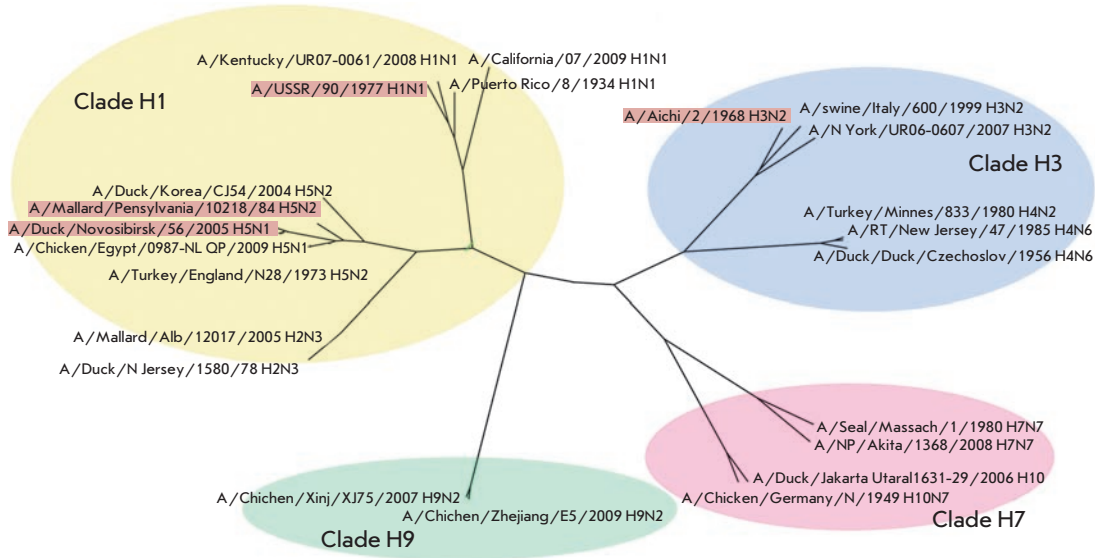 A/Kentucky/UR07-0061/2008 H1N1
A/California/07/2009 H1N1
A/USSR/90/1977 H1N1
A/Puerto Rico/8/1934 H1N1
Clade H1
A/Duck/Korea/CJ54/2004 H5N2
A/Mallard/Pensylvania/10218/84 H5N2
A/Duck/Novosibirsk/56/2005 H5N1
A/Chicken/Egypt/0987-NL QP/2009 H5N1
A/Turkey/England/N28/1973 H5N2
A/Mallard/Alb/12017/2005 H2N3
A/Duck/N Jersey/1580/78 H2N3
A/Aichi/2/1968 H3N2
A/swine/Italy/600/1999 H3N2
A/N York/UR06-0607/2007 H3N2
Clade H3
A/Turkey/Minnes/833/1980 H4N2
A/RT/New Jersey/47/1985 H4N6
A/Duck/Duck/Czechoslov/1956 H4N6
A/Seal/Massach/1/1980 H7N7
A/NP/Akita/1368/2008 H7N7
A/Duck/Jakarta Utaral1631-29/2006 H10
A/Chicken/Germany/N/1949 H10N7
Clade H7
A/Chichen/Xinj/XJ75/2007 H9N2
A/Chichen/Zhejiang/E5/2009 H9N2
Clade H9